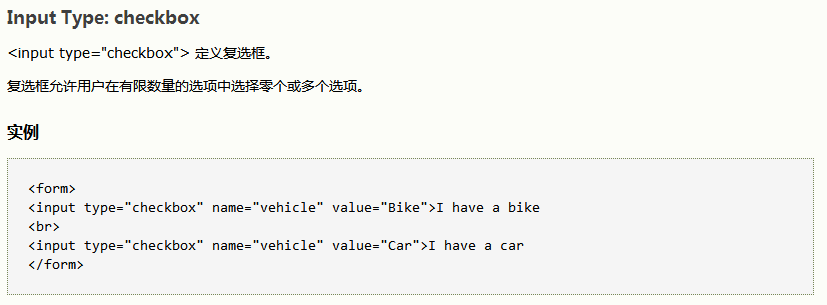 Input Type: checkbox
<input type="checkbox"> 定义复选框。
复选框允许用户在有限数量的选项中选择零个或多个选项。
实例
<form>
<input type="checkbox" name="vehicle" value="Bike">I have a bike
<br>
<input type="checkbox" name="vehicle" value="Car">I have a car
</form>